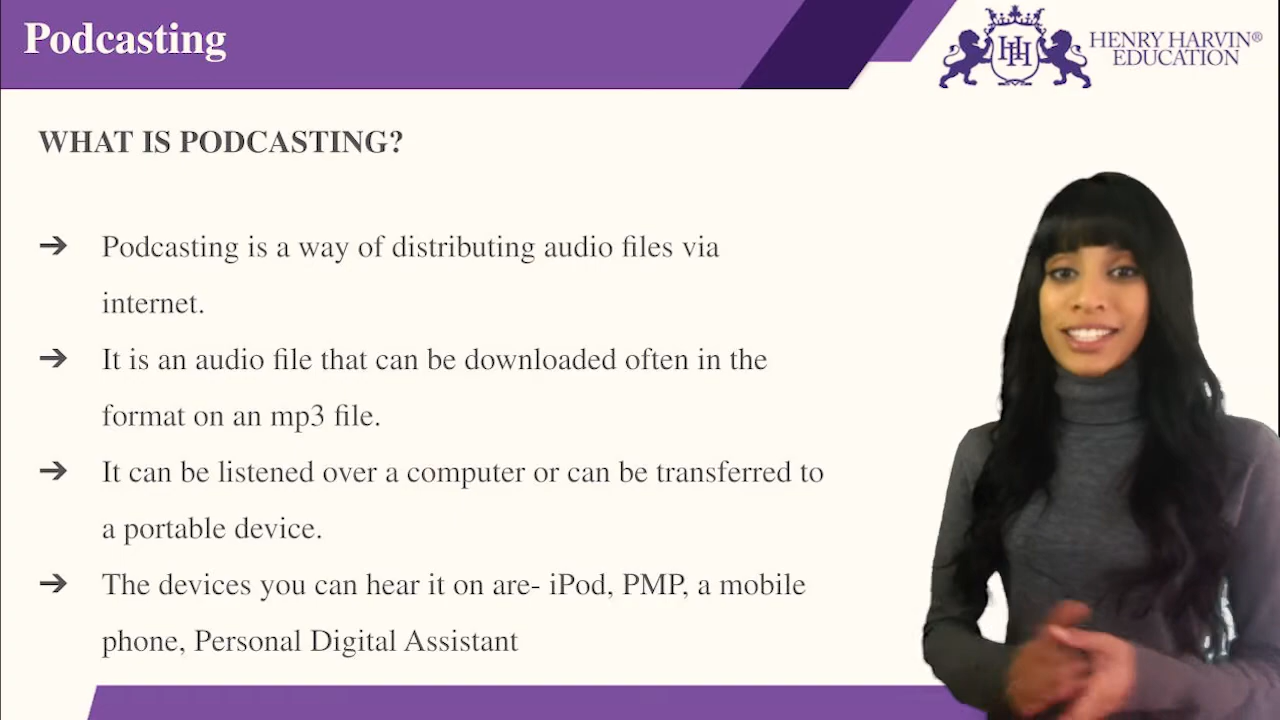 Podcasting
HENRY HARVIN®
EDUCATION
WHAT IS PODCASTING?
➔ Podcasting is a way of distributing audio files via
internet.
➔ It is an audio file that can be downloaded often in the
format on an mp3 file.
➔ It can be listened over a computer or can be transferred to
a portable device.
➔ The devices you can hear it on are- iPod, PMP, a mobile
phone, Personal Digital Assistant